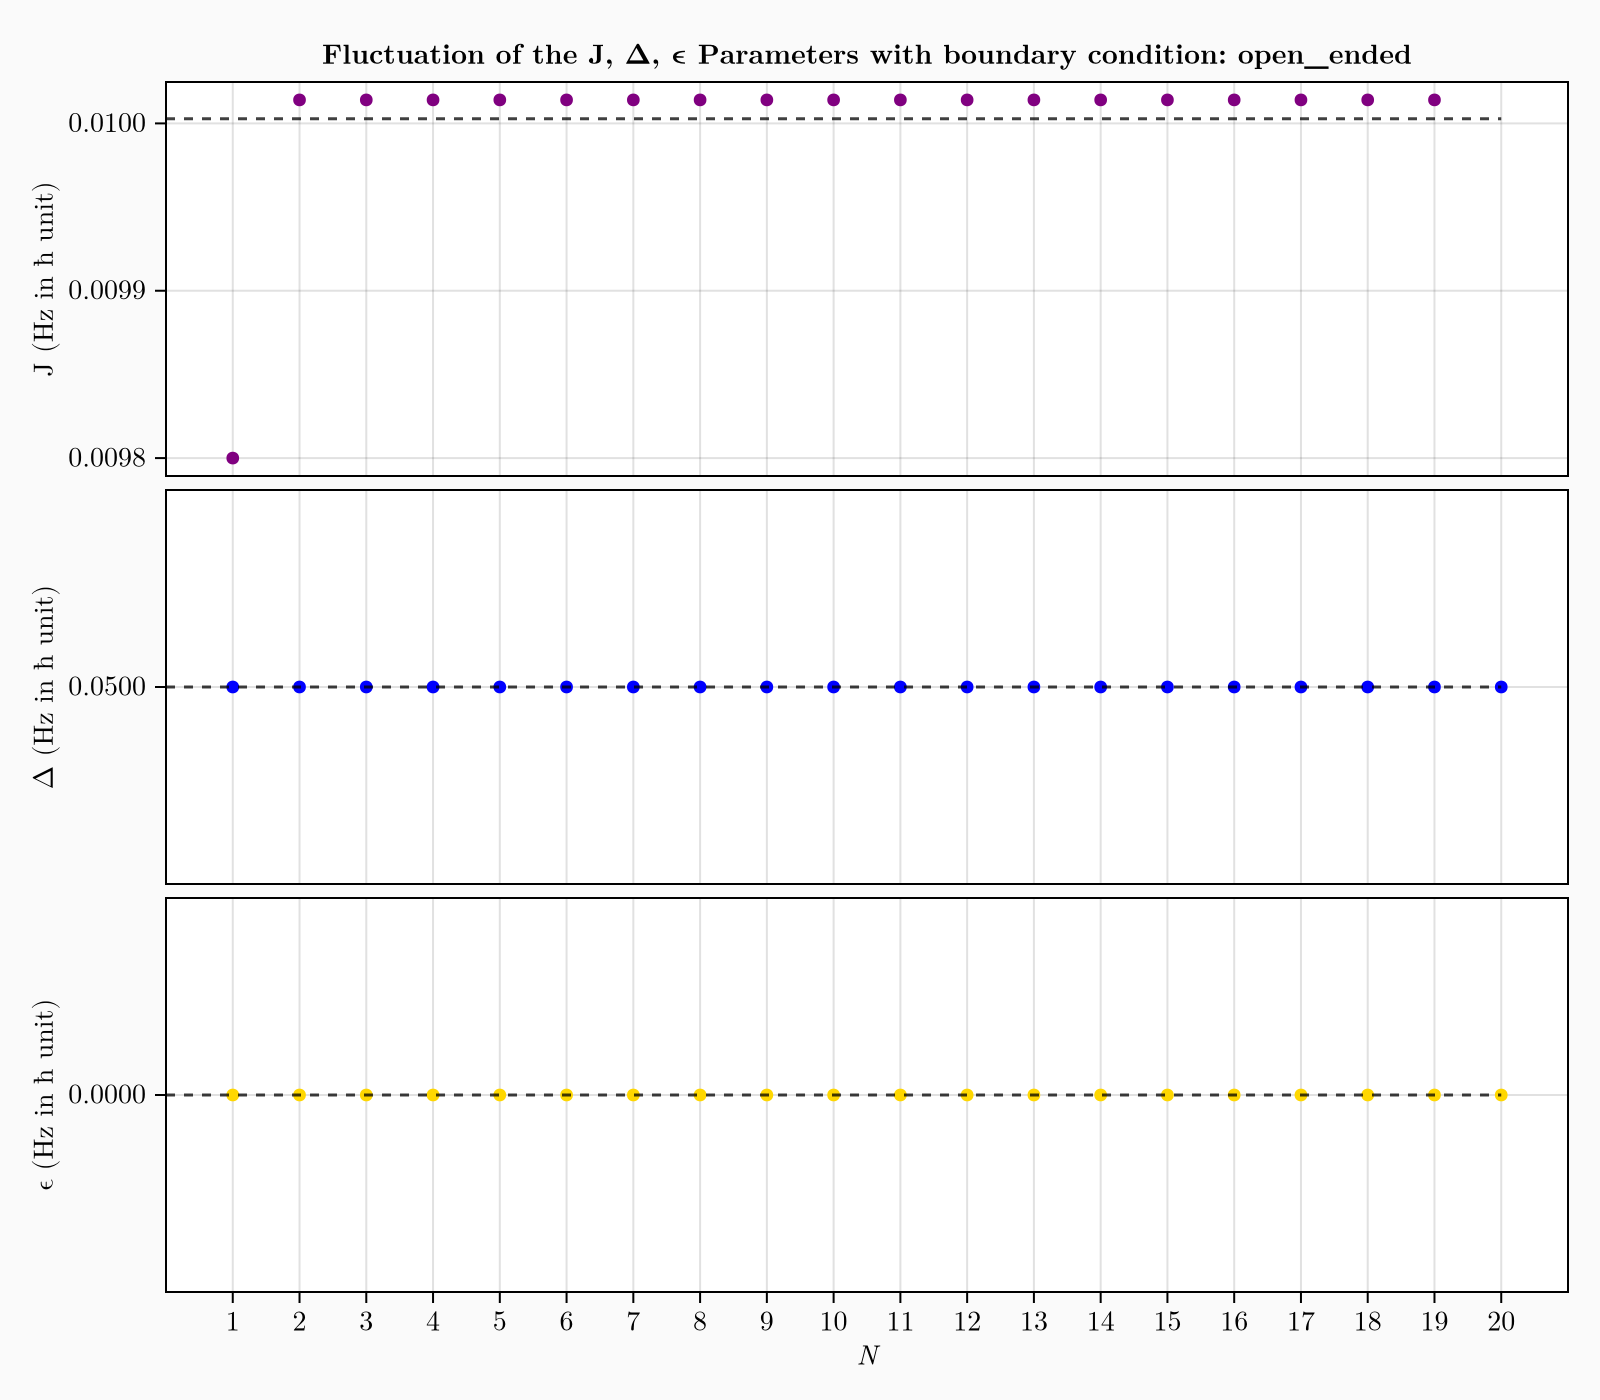 Fluctuation of the J, Δ, ϵ Parameters with boundary condition: open_ended
J (Hz in h unit)
0.0100
0.0099
0.0098
Δ (Hz in h unit)
0.0500
ϵ (Hz in h unit)
0.0000
1 2 3 4 5 6 7 8 9 10 11 12 13 14 15 16 17 18 19 20
N